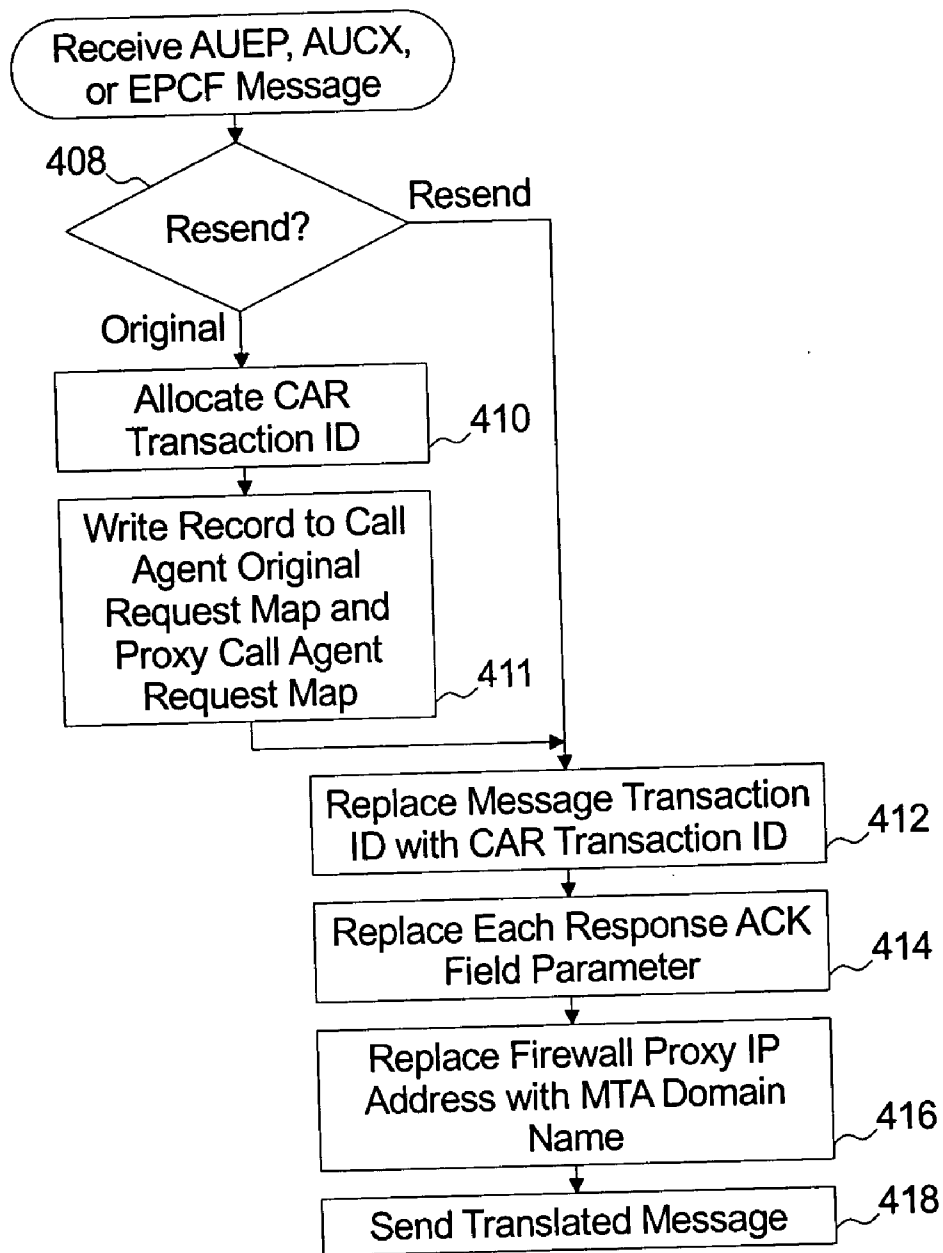 Receive AUEP, AUCX,
or EPCF Message
408
Resend
Resend?
Original
Allocate CAR
Transaction ID
410
Write Record to Call
Agent Original
Request Map and
Proxy Call Agent
Request Map
411
Replace Message Transaction
ID with CAR Transaction ID
412
Replace Each Response ACK
Field Parameter
414
Replace Firewall Proxy IP
Address with MTA Domain
Name
416
Send Translated Message
418